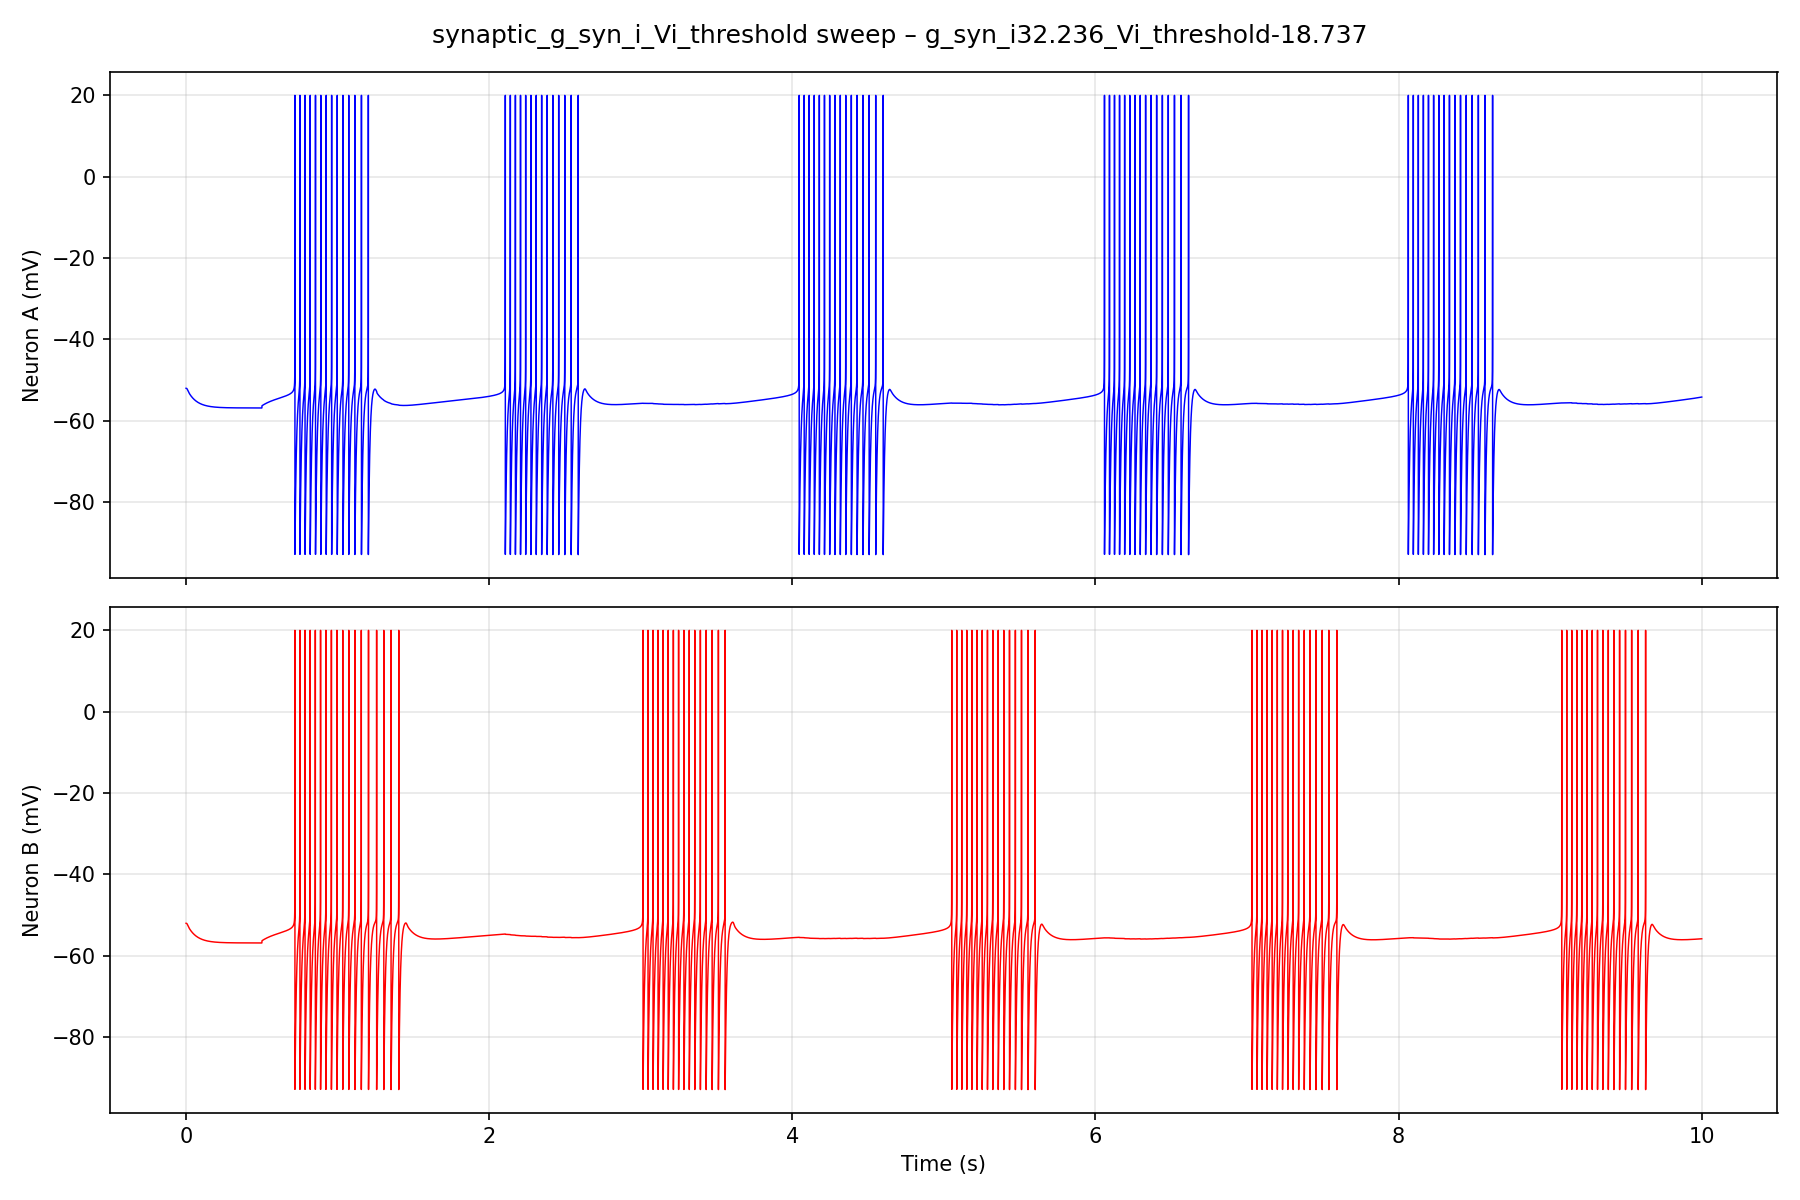 synaptic_g_syn_i_Vi_threshold sweep – g_syn_i32.236_Vi_threshold-18.737
20
0
−20
−40
−60
−80
Neuron A (mV)
20
0
−20
−40
−60
−80
Neuron B (mV)
0 2 4 6 8 10
Time (s)